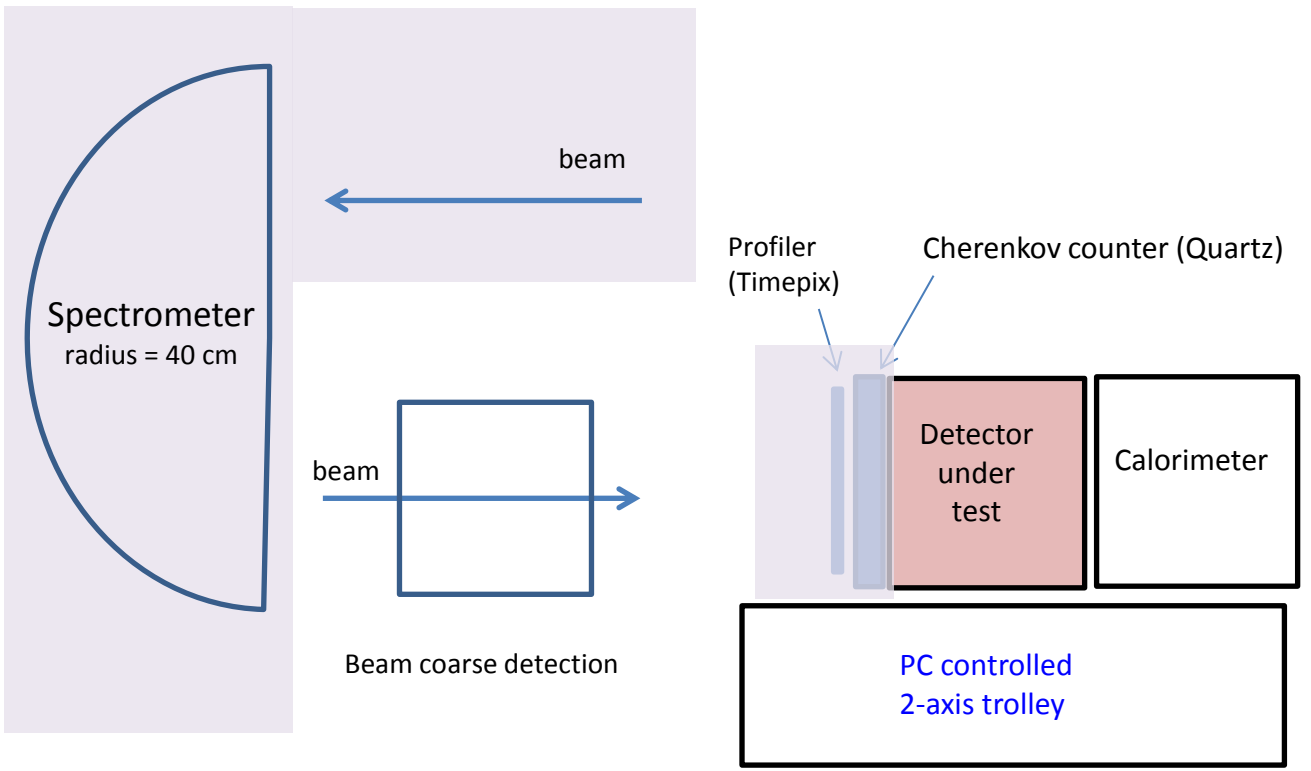 beam
Profiler
(Timepix)
Cherenkov counter (Quartz)
Spectrometer
radius = 40 cm
beam
Detector
under
test
Calorimeter
Beam coarse detection
PC controlled
2-axis trolley